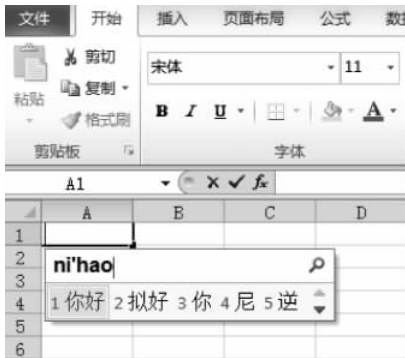 文件 开始 插入 页面布局 公式 数据
剪切
宋体 11
复制
粘贴
格式刷
B I U A
剪贴板 字体
A1 fx
A B C D
1
2
ni'hao
3
4
1你好 2拟好 3你 4尼 5逆
5
6